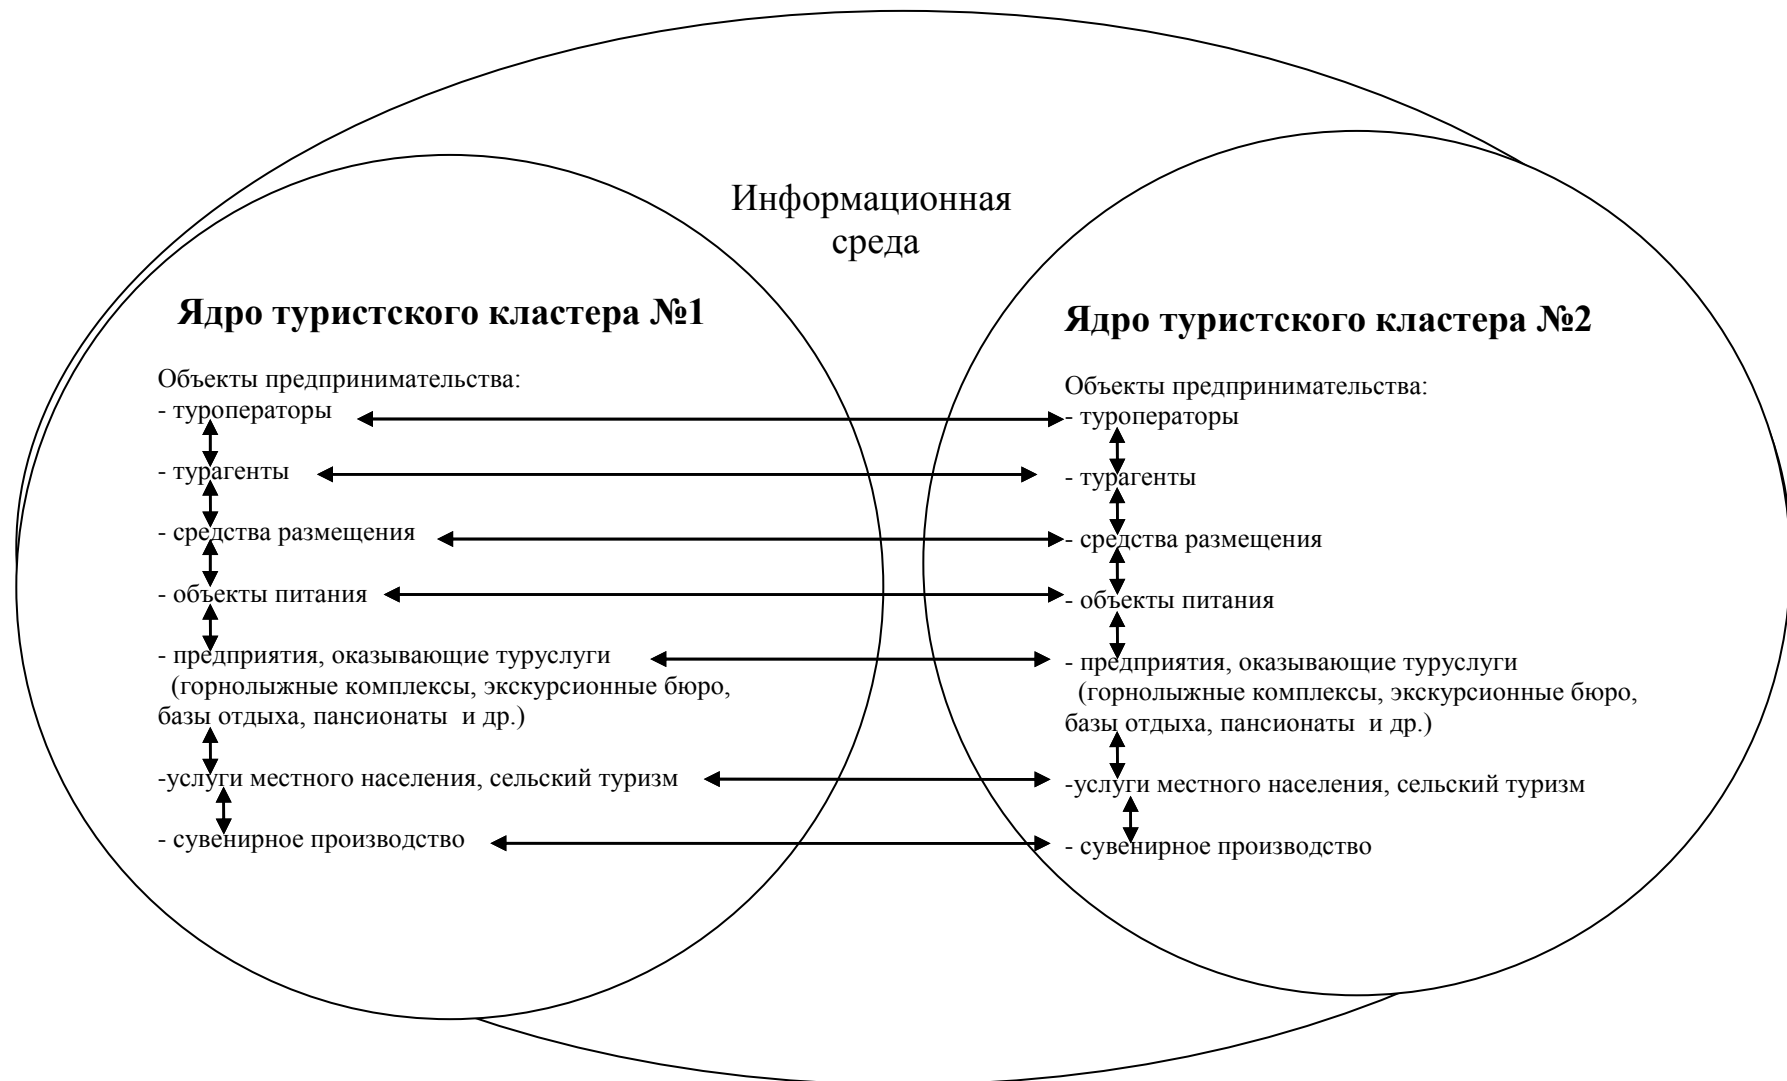 Информационная
среда
Ядро туристского кластера №1
Объекты предпринимательства:
- туроператоры
- турагенты
- средства размещения
- объекты питания
- предприятия, оказывающие туруслуги
(горнолыжные комплексы, экскурсионные бюро,
базы отдыха, пансионаты и др.)
-услуги местного населения, сельский туризм
- сувенирное производство
Ядро туристского кластера №2
Объекты предпринимательства:
- туроператоры
- турагенты
- средства размещения
- объекты питания
- предприятия, оказывающие туруслуги
(горнолыжные комплексы, экскурсионные бюро,
базы отдыха, пансионаты и др.)
-услуги местного населения, сельский туризм
- сувенирное производство